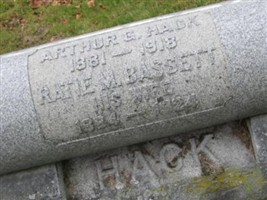 ARTHUR G. HACK
1881 — 1918
KATIE M. BASSETT
HIS WIFE
HACK